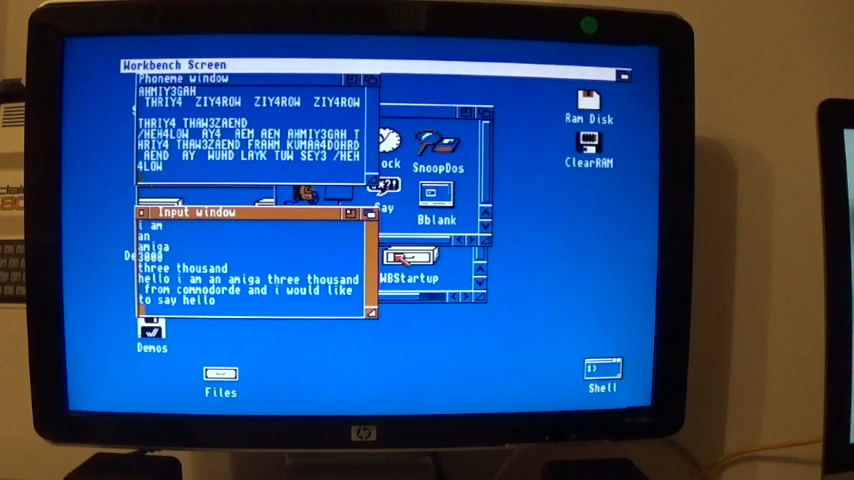 Workbench Screen
Phoneme window
AHMIY3GAH
THRIY4 ZIY4ROW ZIY4ROW ZIY4ROW
THRIY4 THAW3ZAEND
/HEH4LOW AY4 AEM AEN AHMIY3GAH T
HRIY4 THAW3ZAEND FRAHM KUMAA4DOHRD
AEND AY WUHD LAYK TUW SEY3 /HEH
4LOW
Input window
i am
an
amiga
3000
three thousand
hello i am an amiga three thousand
from commodorde and i would like
to say hello
ock
SnoopDos
Say
Bblank
WBStartup
Ram Disk
ClearRAM
De
Demos
Files
Shell
hp